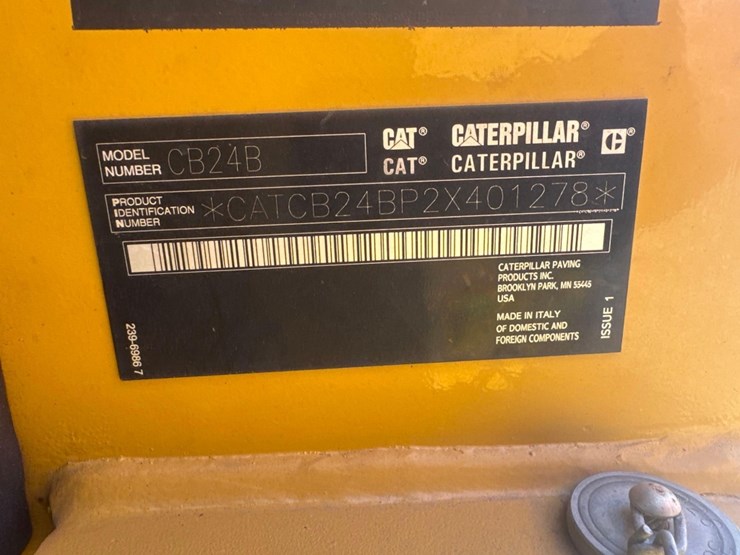 MODEL NUMBER CB24B
CAT® CATERPILLAR® C®
CAT® CATERPILLAR®
PRODUCT IDENTIFICATION NUMBER *CATCB24BP2X401278*
CATERPILLAR PAVING
PRODUCTS INC.
BROOKLYN PARK, MN 55445
USA
MADE IN ITALY
OF DOMESTIC AND
FOREIGN COMPONENTS
ISSUE 1
239-6986 7